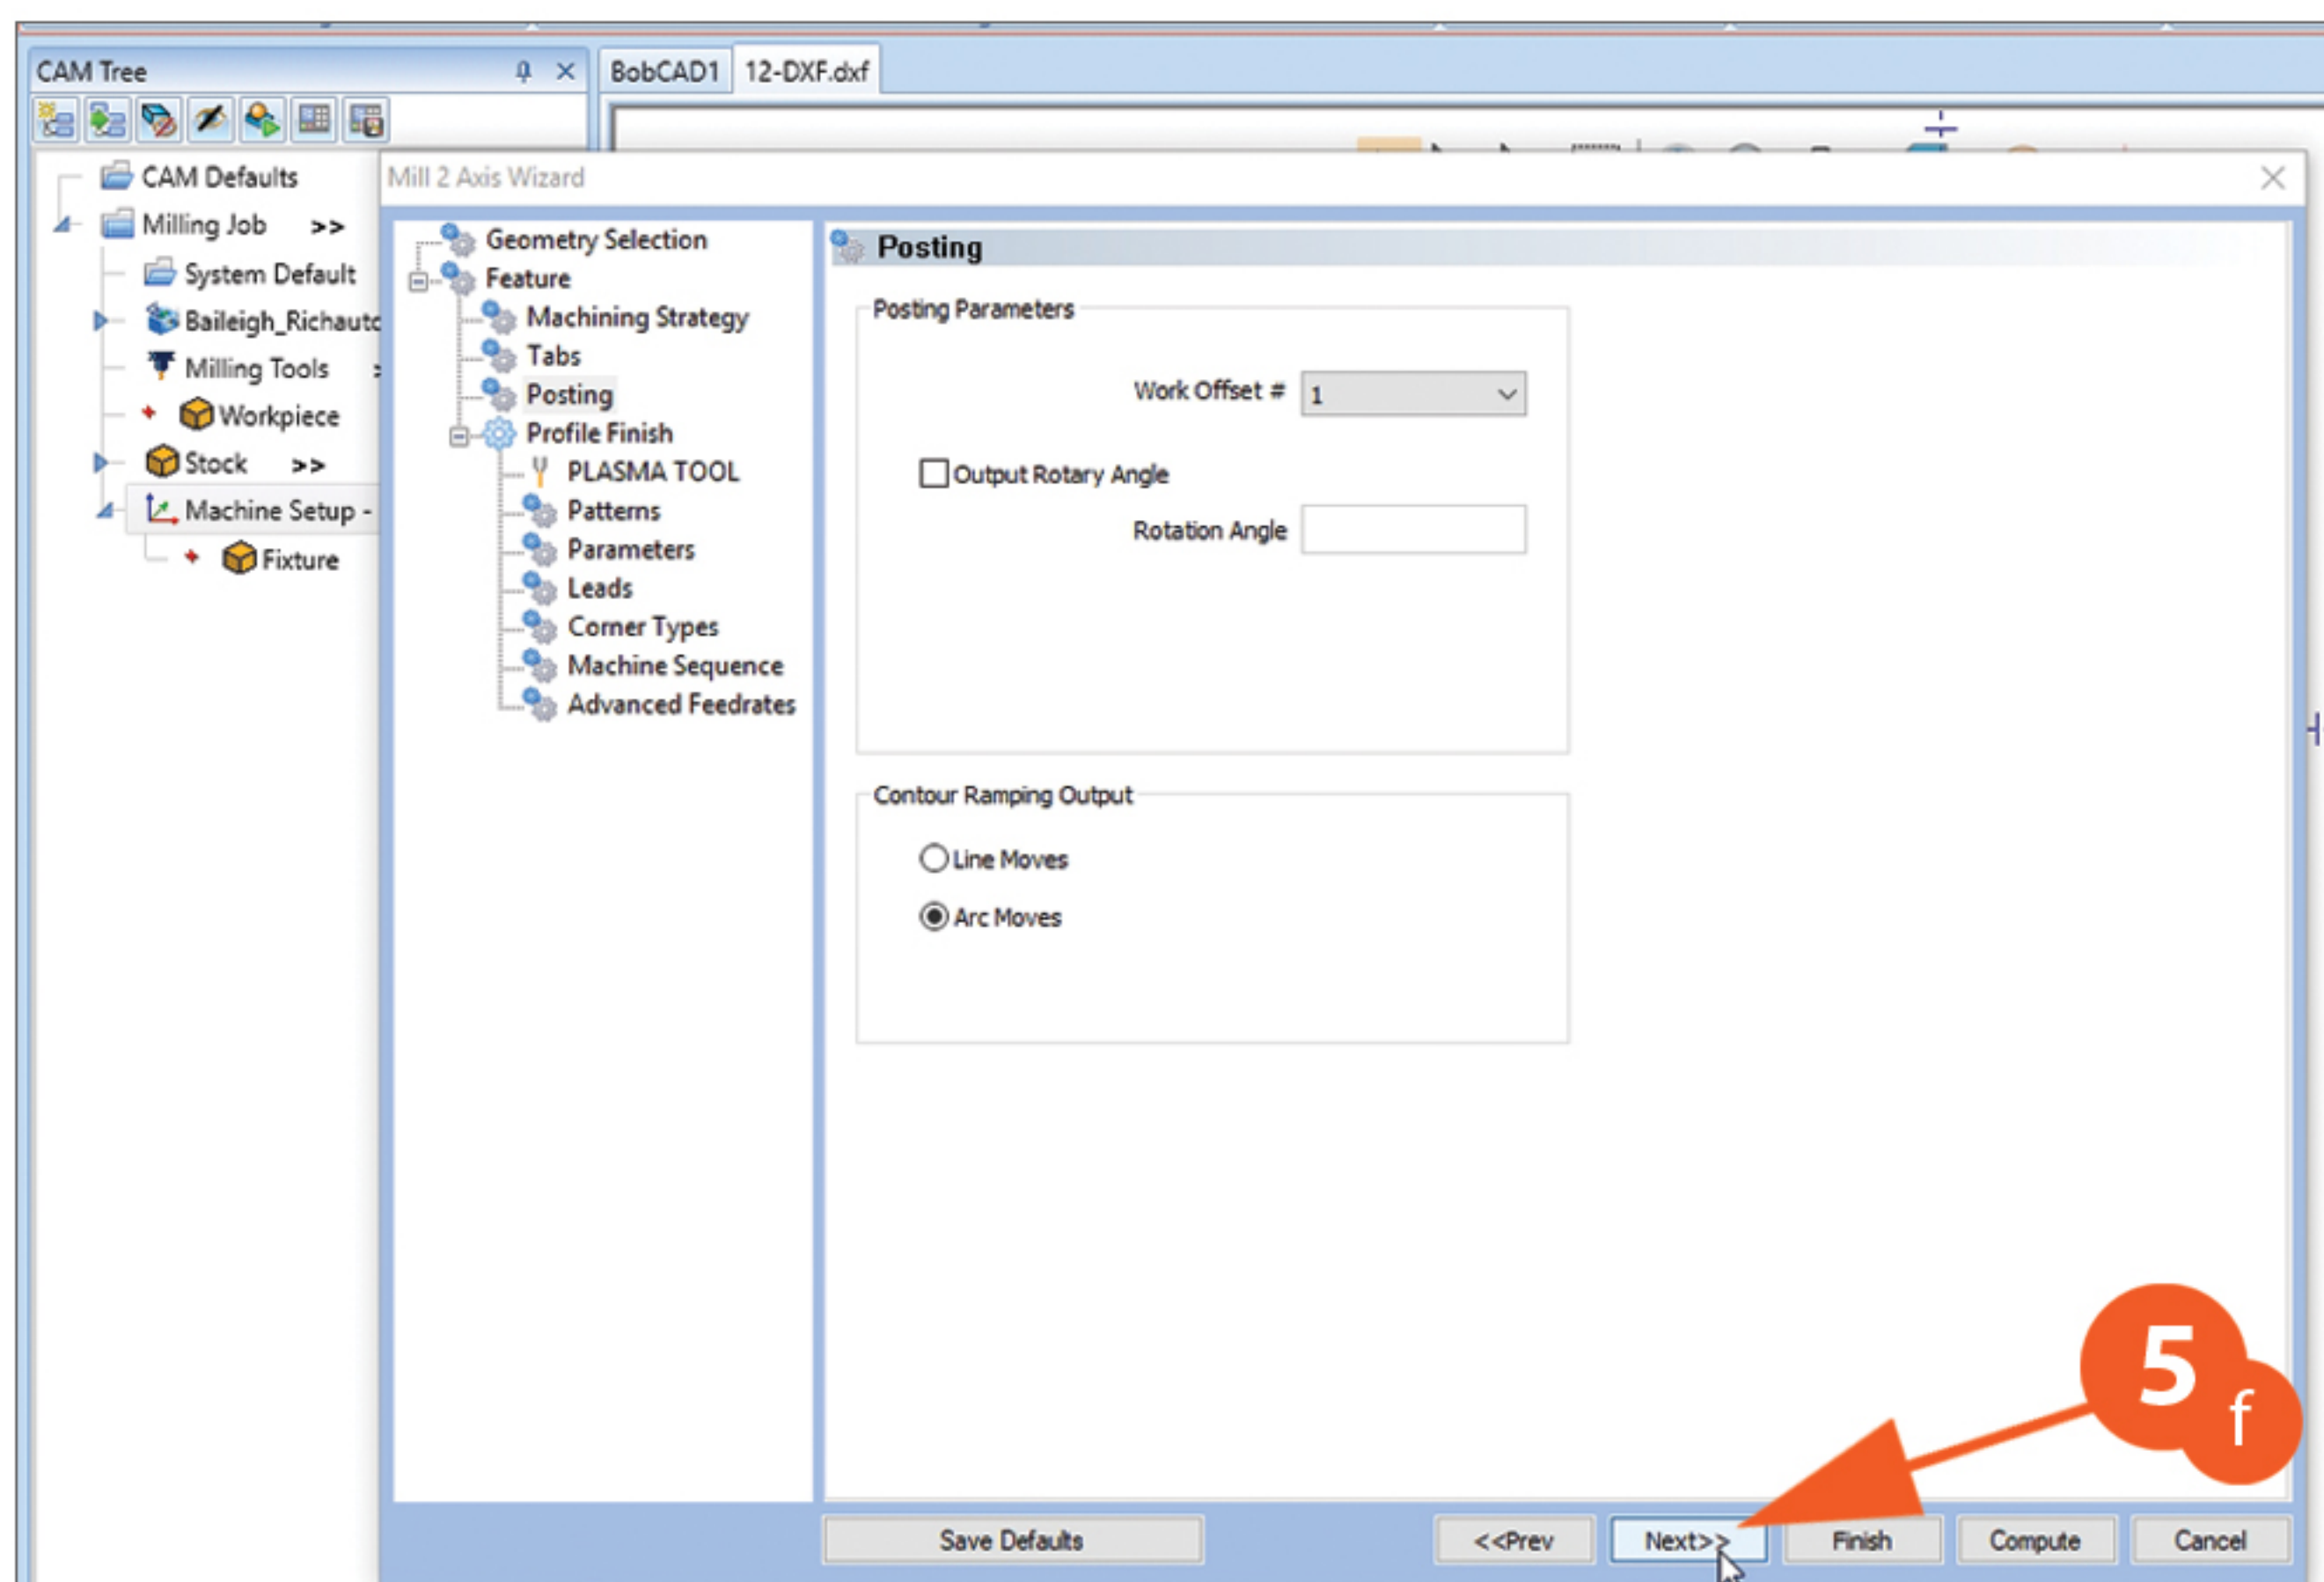 CAM Tree
BobCAD1
12-DXF.dxf
CAM Defaults
Milling Job >>
System Default
Milling Tools
Workpiece
Stock >>
Machine Setup -
Fixture
Mill 2 Axis Wizard
Geometry Selection
Feature
Machining Strategy
Tabs
Posting
Profile Finish
PLASMA TOOL
Patterns
Parameters
Leads
Corner Types
Machine Sequence
Advanced Feedrates
Posting
Posting Parameters
Work Offset # 1
Output Rotary Angle
Rotation Angle
Contour Ramping Output
Line Moves
Arc Moves
5
f
Save Defaults
<<Prev
Next>>
Finish
Compute
Cancel